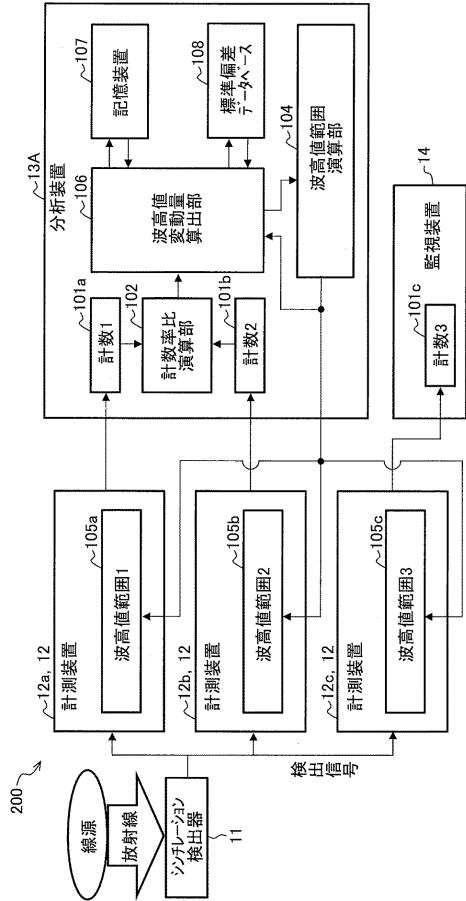 200
線源
放射線
シンチレーション
検出器
11
検出信号
12a, 12
計測装置
105a
波高値範囲1
12b, 12
計測装置
105b
波高値範囲2
12c, 12
計測装置
105c
波高値範囲3
13A
分析装置
101a
計数1
102
計数率比
演算部
101b
計数2
106
波高値
変動量
算出部
107
記憶装置
108
標準偏差
データベース
104
波高値範囲
演算部
14
監視装置
101c
計数3